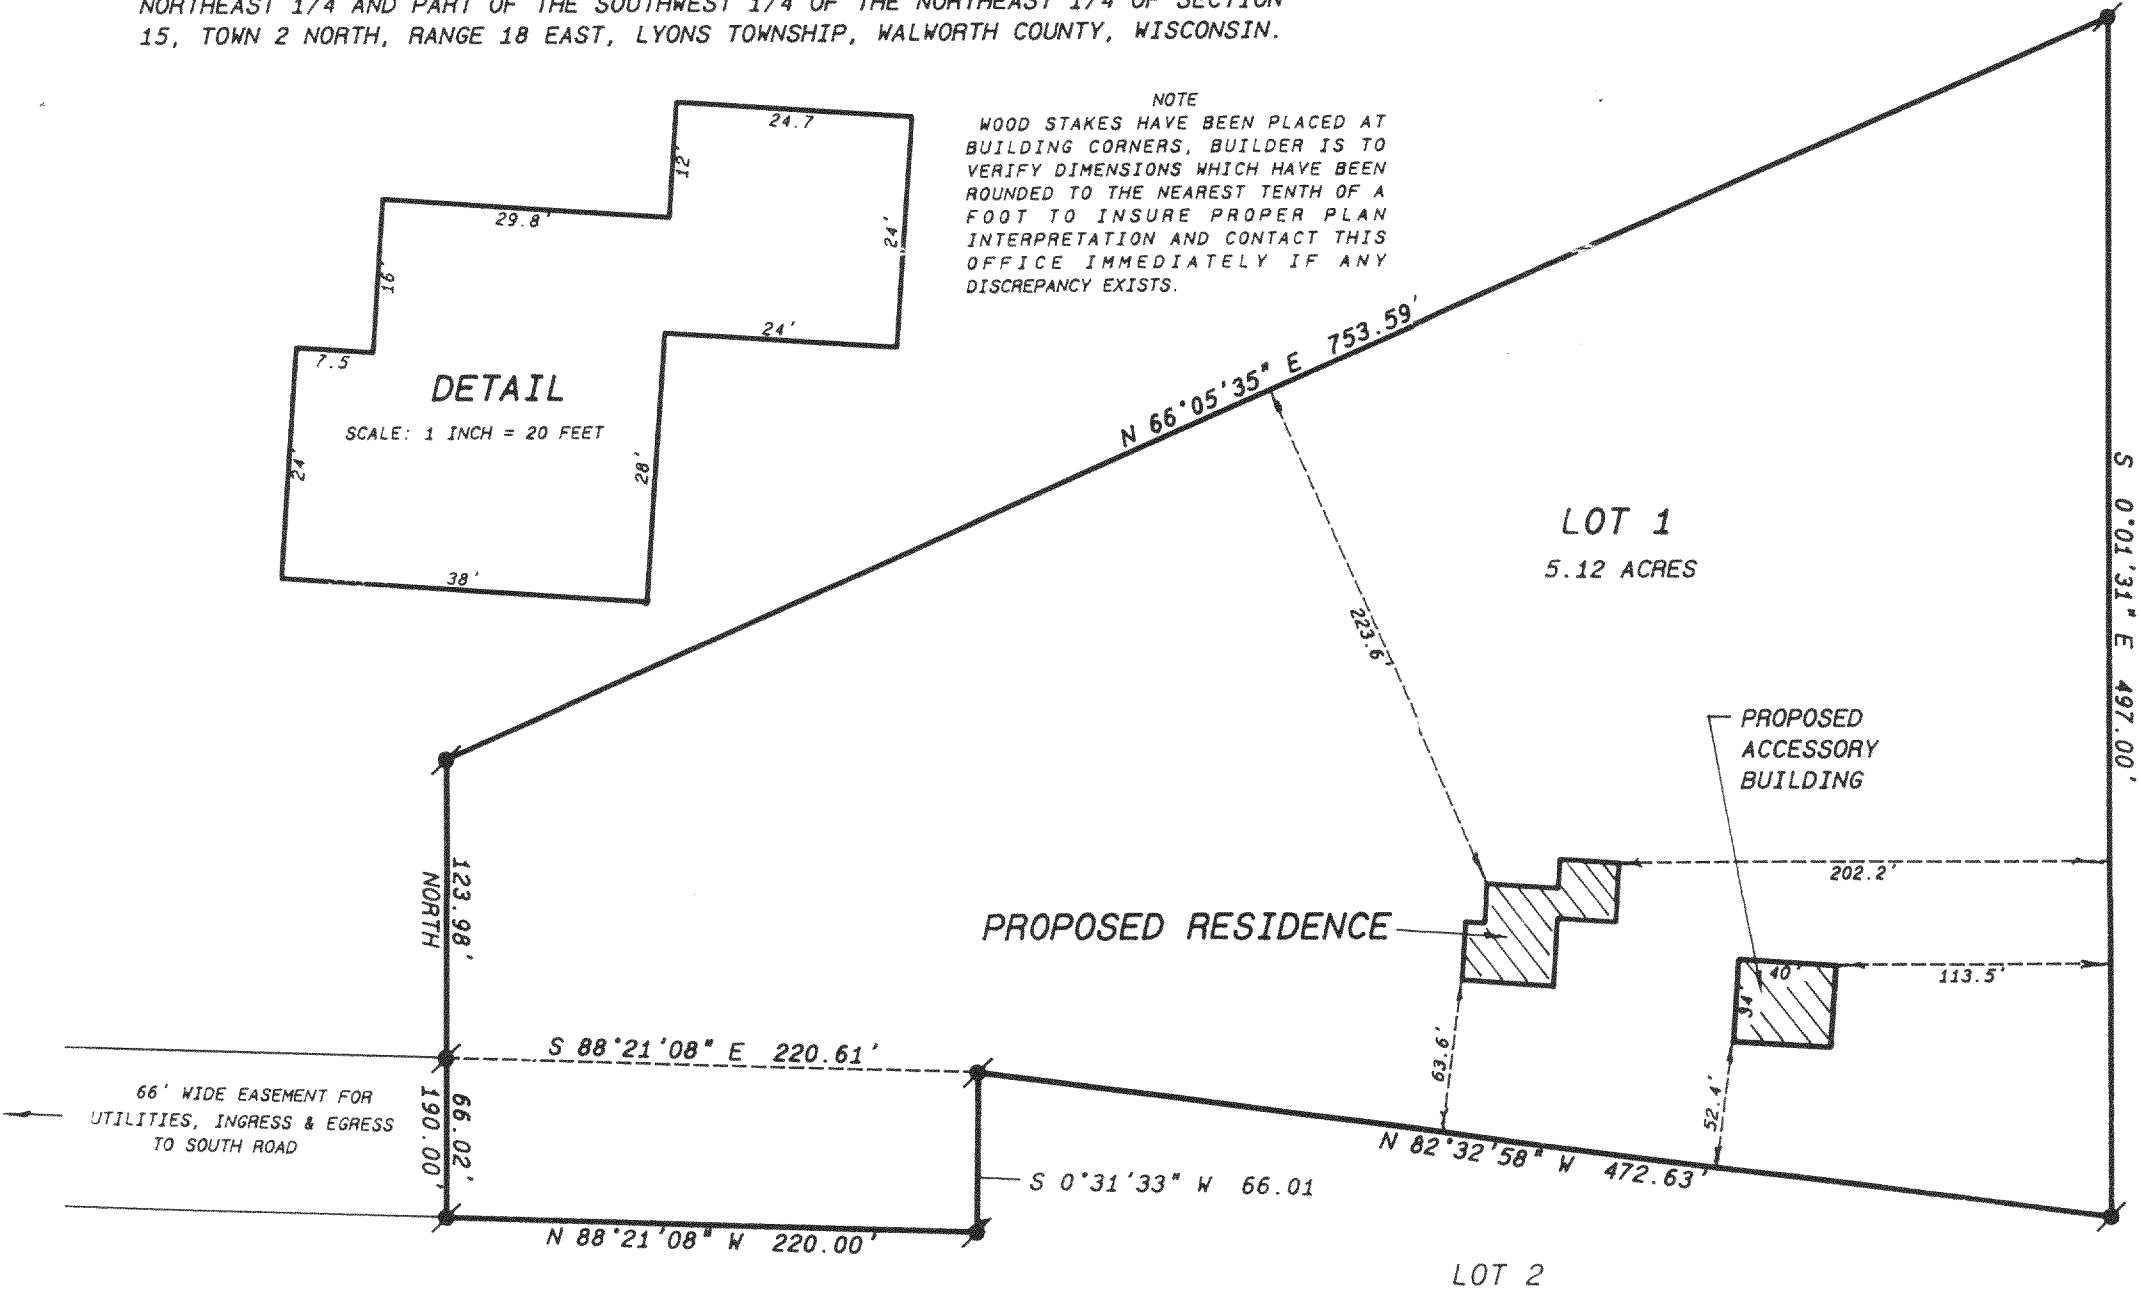 NORTHEAST 1/4 AND PART OF THE SOUTHWEST 1/4 OF THE NORTHEAST 1/4 OF SECTION
15, TOWN 2 NORTH, RANGE 18 EAST, LYONS TOWNSHIP, WALWORTH COUNTY, WISCONSIN.
24.7
12'
29.8'
24'
16'
24'
7.5
DETAIL
SCALE: 1 INCH = 20 FEET
24'
28'
38'
NOTE
WOOD STAKES HAVE BEEN PLACED AT
BUILDING CORNERS, BUILDER IS TO
VERIFY DIMENSIONS WHICH HAVE BEEN
ROUNDED TO THE NEAREST TENTH OF A
FOOT TO INSURE PROPER PLAN
INTERPRETATION AND CONTACT THIS
OFFICE IMMEDIATELY IF ANY
DISCREPANCY EXISTS.
N 66°05'35" E 753.59'
LOT 1
5.12 ACRES
S 0°01'31" E 497.00'
223.6'
PROPOSED
ACCESSORY
BUILDING
202.2'
PROPOSED RESIDENCE
40'
34'
113.5'
123.98'
NORTH
63.6'
52.4'
S 88°21'08" E 220.61'
66' WIDE EASEMENT FOR
UTILITIES, INGRESS & EGRESS
TO SOUTH ROAD
66.02'
190.00'
N 82°32'58" W 472.63'
S 0°31'33" W 66.01
N 88°21'08" W 220.00'
LOT 2